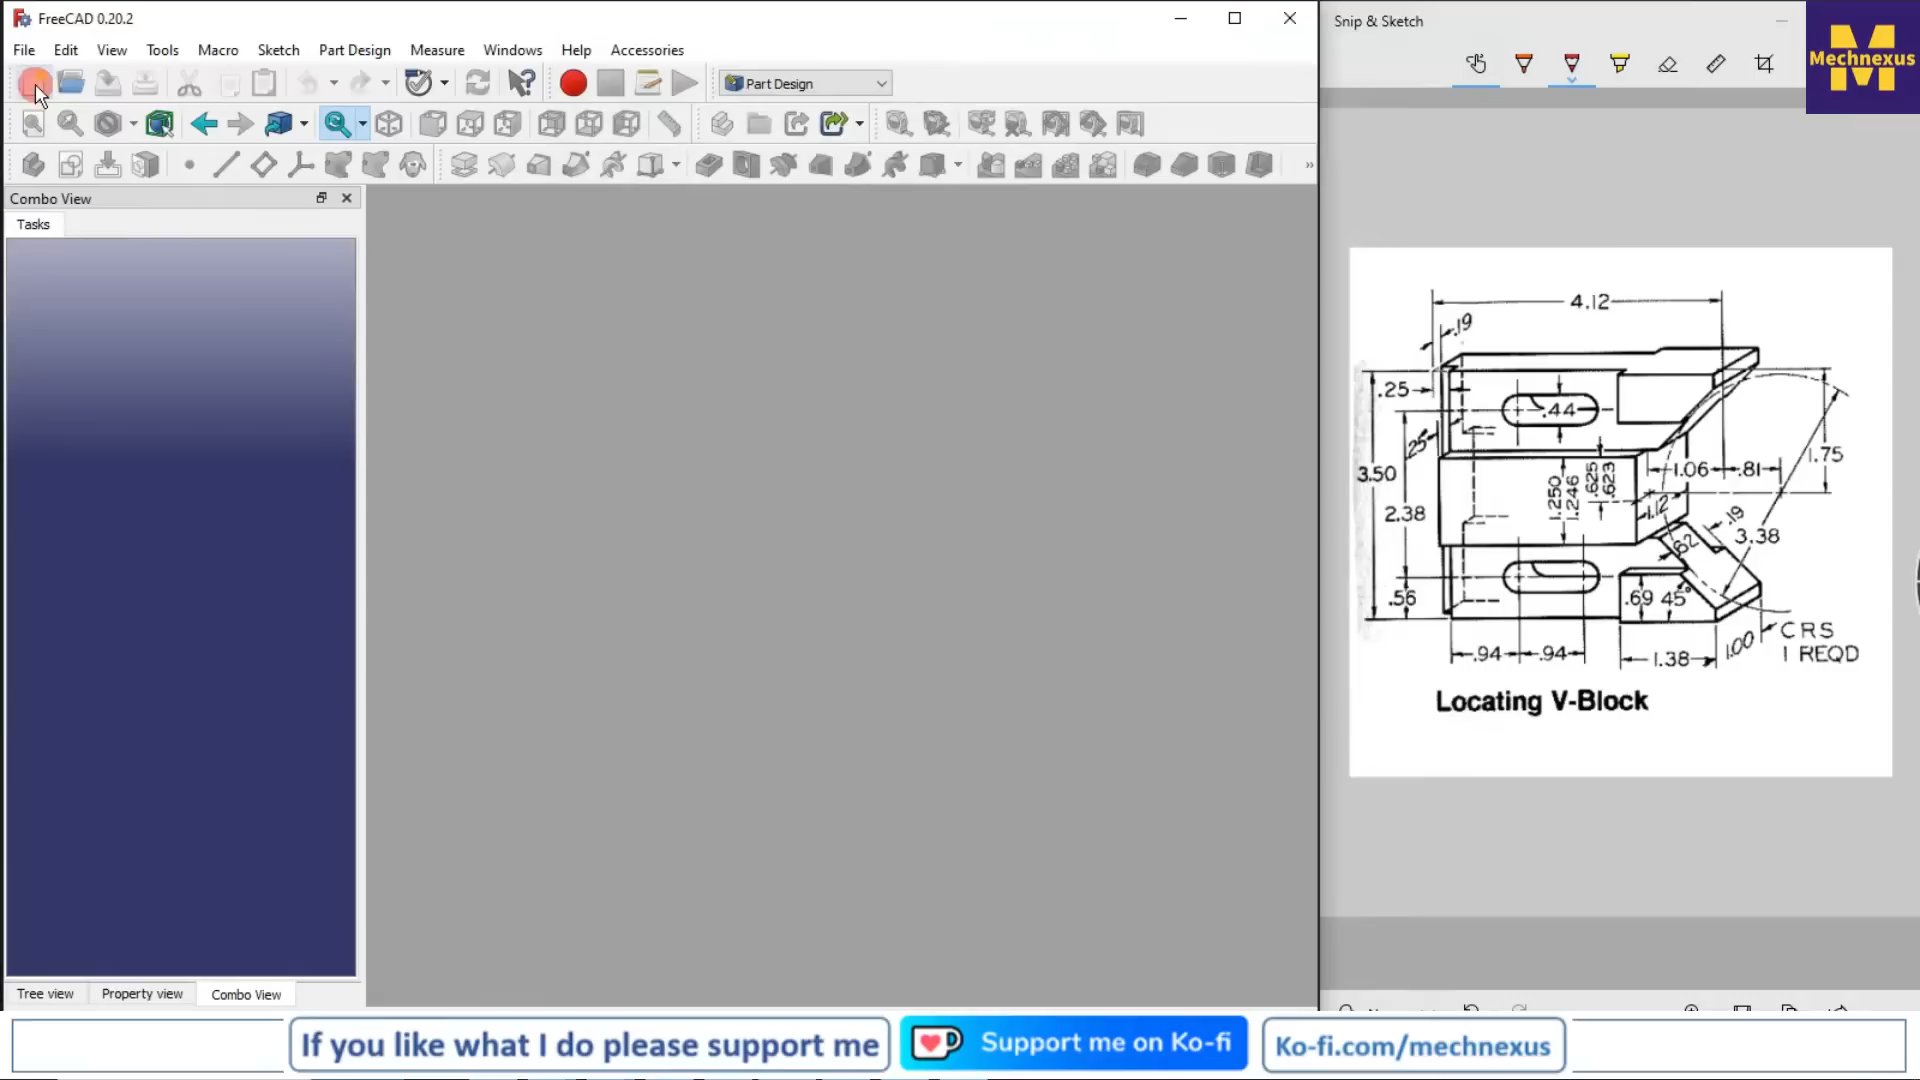 FreeCAD 0.20.2
File Edit View Tools Macro Sketch Part Design Measure Windows Help Accessories
Part Design
Combo View
Tasks
Tree view Property view Combo View
Snip & Sketch
Mechnexus
4.12
.19
.25
.44
.25
3.50
1.75
1.06 .81
.625
.623
1.250
1.246
2.38
1.12
.19
3.38
.62
.56
.69 45°
.94 .94
1.38
1.00
CRS
1 REQD
Locating V-Block
If you like what I do please support me
Support me on Ko-fi
Ko-fi.com/mechnexus